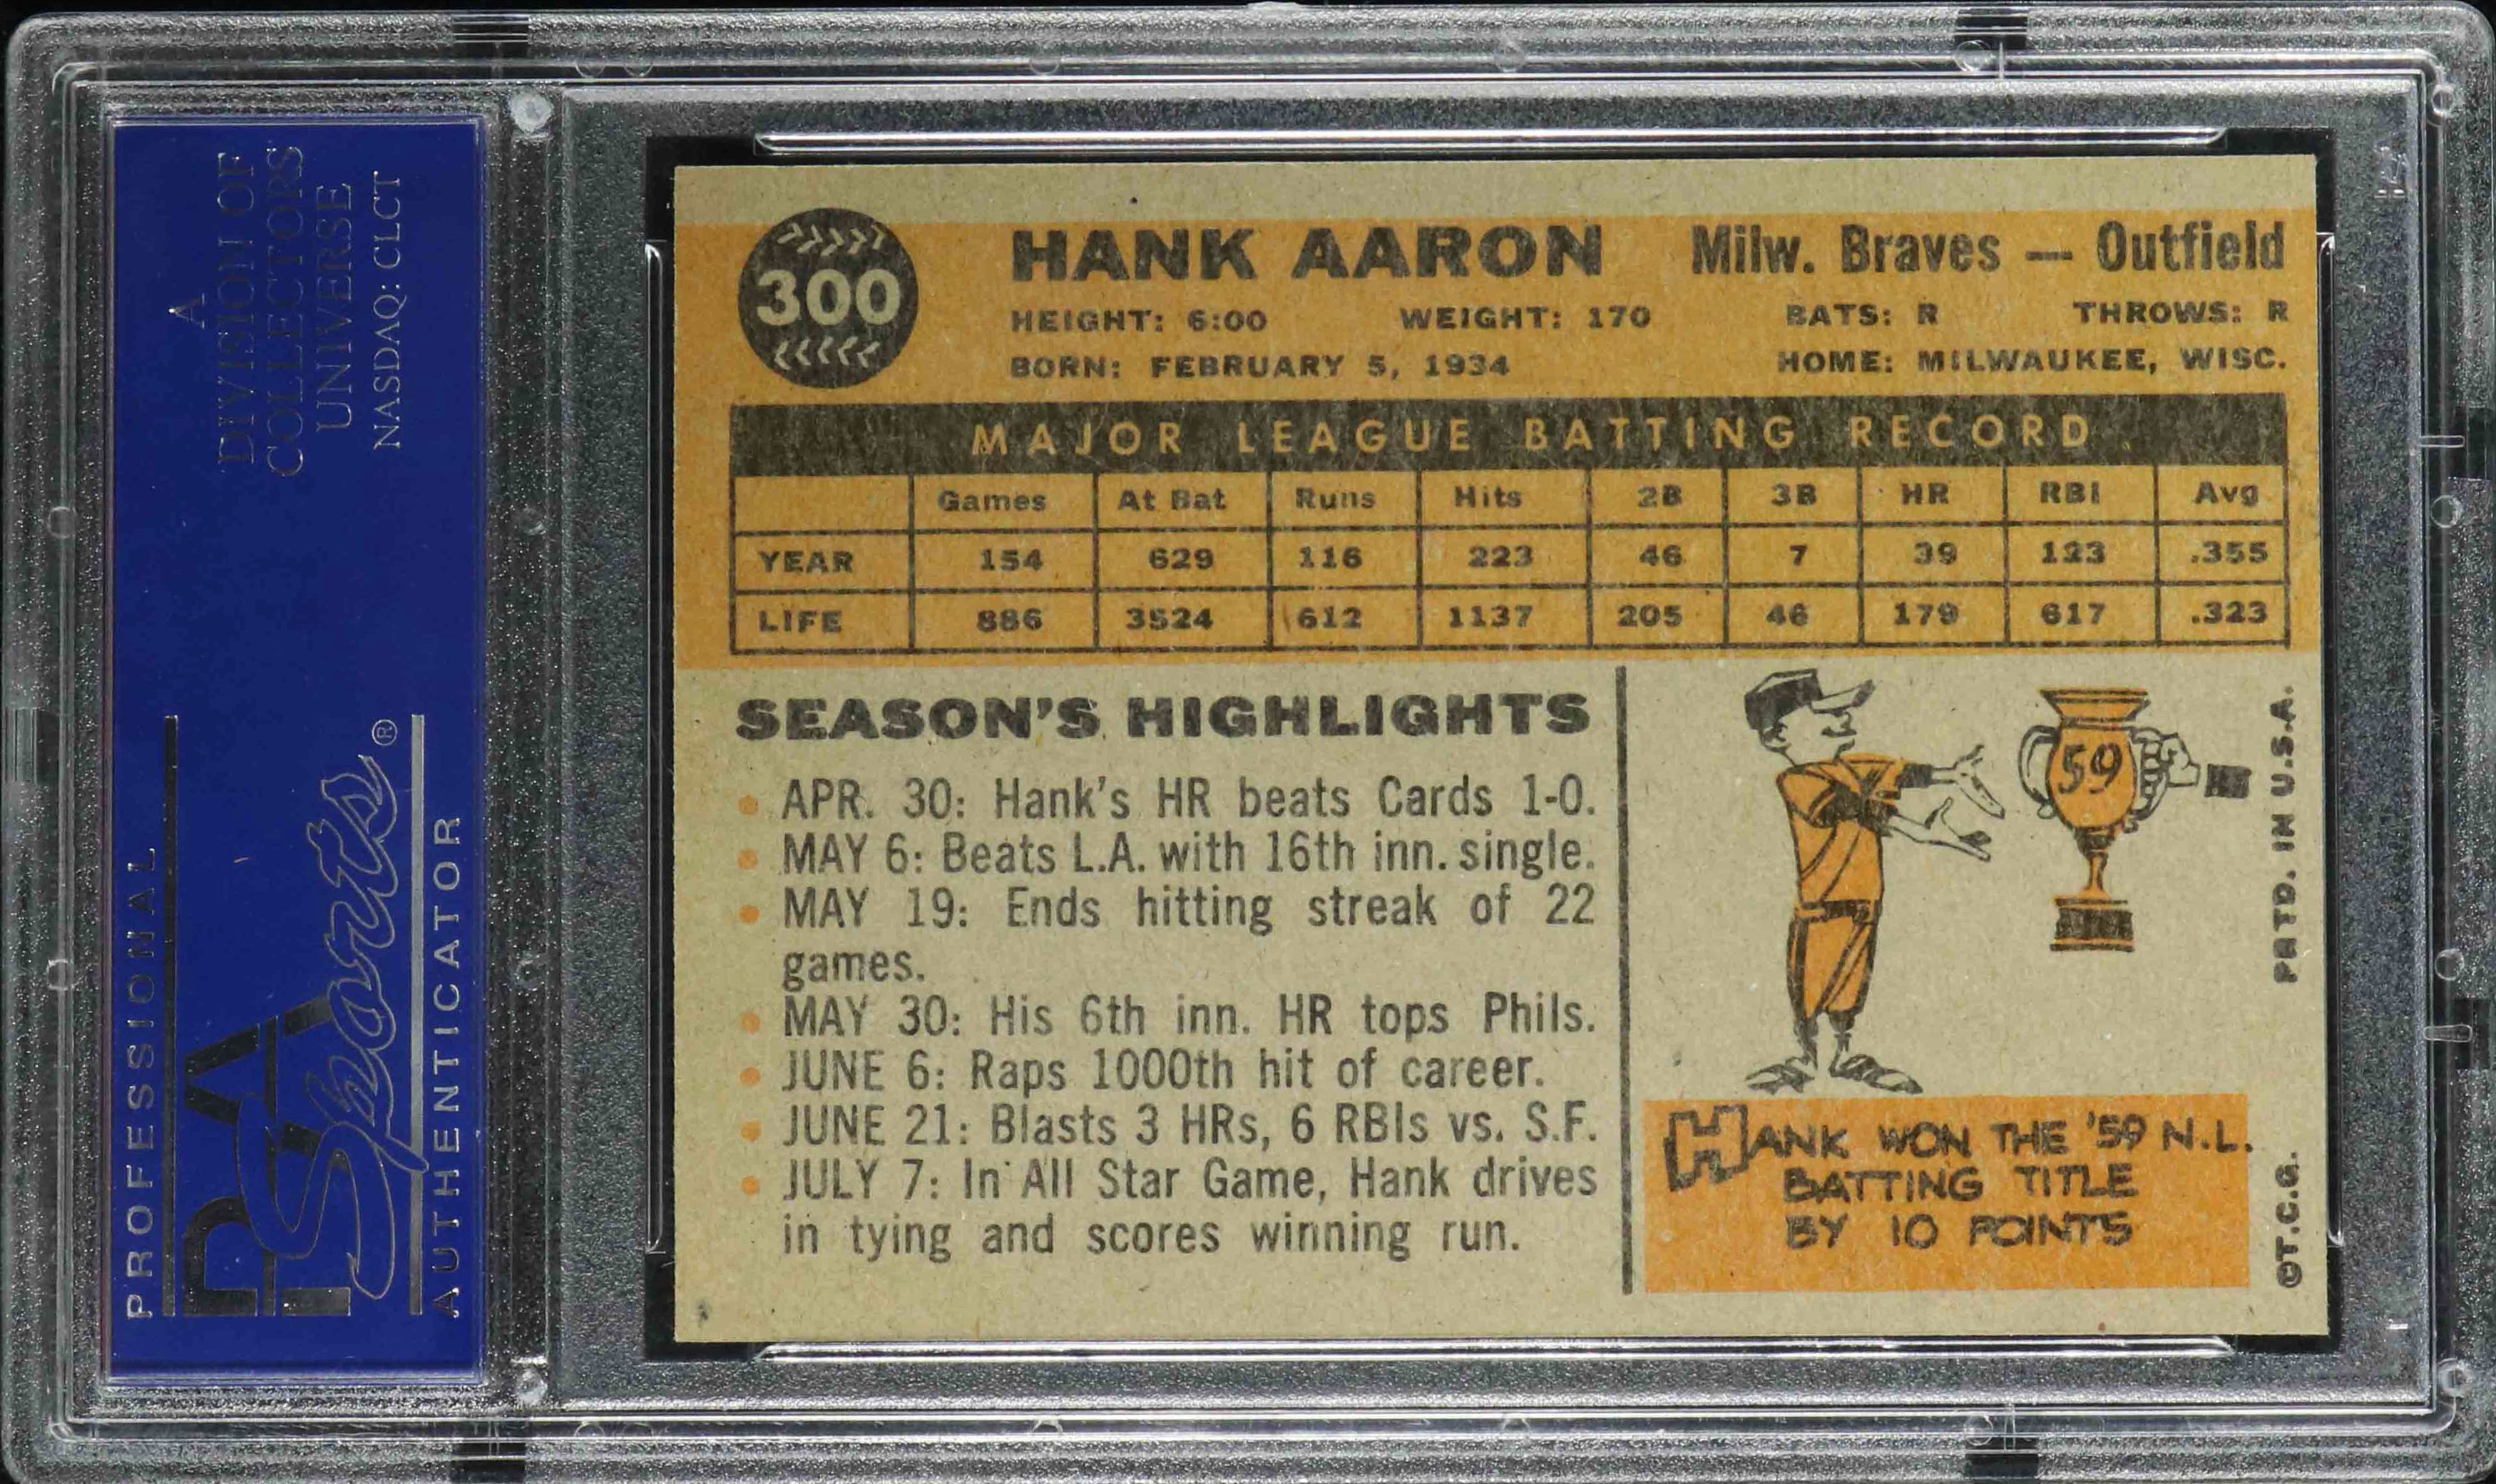 A
DIVISION OF
COLLECTORS
UNIVERSE
NASDAQ: CLCT
PROFESSIONAL
PSA
Sports®
AUTHENTICATOR
300
HANK AARON Milw. Braves — Outfield
HEIGHT: 6:00 WEIGHT: 170 BATS: R THROWS: R
BORN: FEBRUARY 5, 1934 HOME: MILWAUKEE, WISC.
MAJOR LEAGUE BATTING RECORD
Games At Bat Runs Hits 2B 3B HR RBI Avg
YEAR 154 629 116 223 46 7 39 123 .355
LIFE 886 3524 612 1137 205 46 179 617 .323
SEASON'S HIGHLIGHTS
• APR. 30: Hank's HR beats Cards 1-0.
• MAY 6: Beats L.A. with 16th inn. single.
• MAY 19: Ends hitting streak of 22
games.
• MAY 30: His 6th inn. HR tops Phils.
• JUNE 6: Raps 1000th hit of career.
• JUNE 21: Blasts 3 HRs, 6 RBIs vs. S.F.
• JULY 7: In All Star Game, Hank drives
in tying and scores winning run.
59
HANK WON THE '59 N.L.
BATTING TITLE
BY 10 POINTS
©T.C.G. PRTD. IN U.S.A.